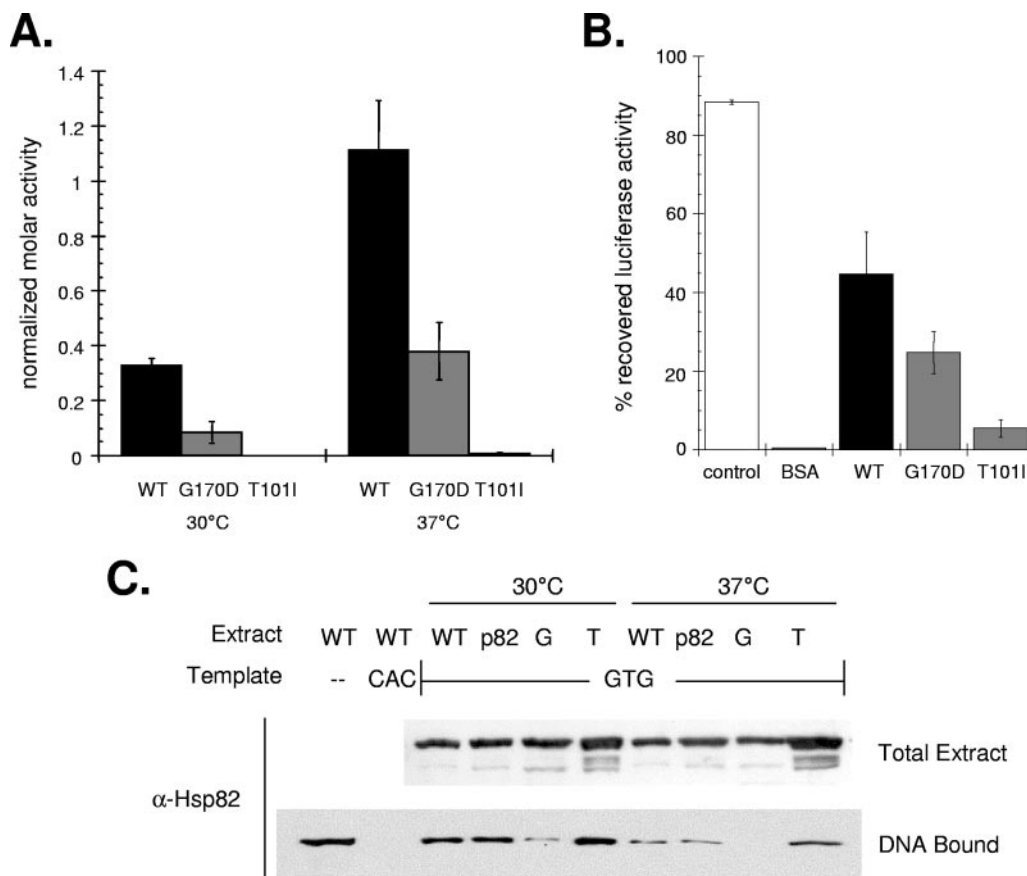 A.
normalized molar activity
1.4
1.2
1
0.8
0.6
0.4
0.2
0
WT G170D T101I
30°C
WT G170D T101I
37°C
B.
% recovered luciferase activity
100
80
60
40
20
0
control BSA WT G170D T101I
C.
30°C 37°C
Extract WT WT WT p82 G T WT p82 G T
Template -- CAC GTG
α-Hsp82
Total Extract
DNA Bound